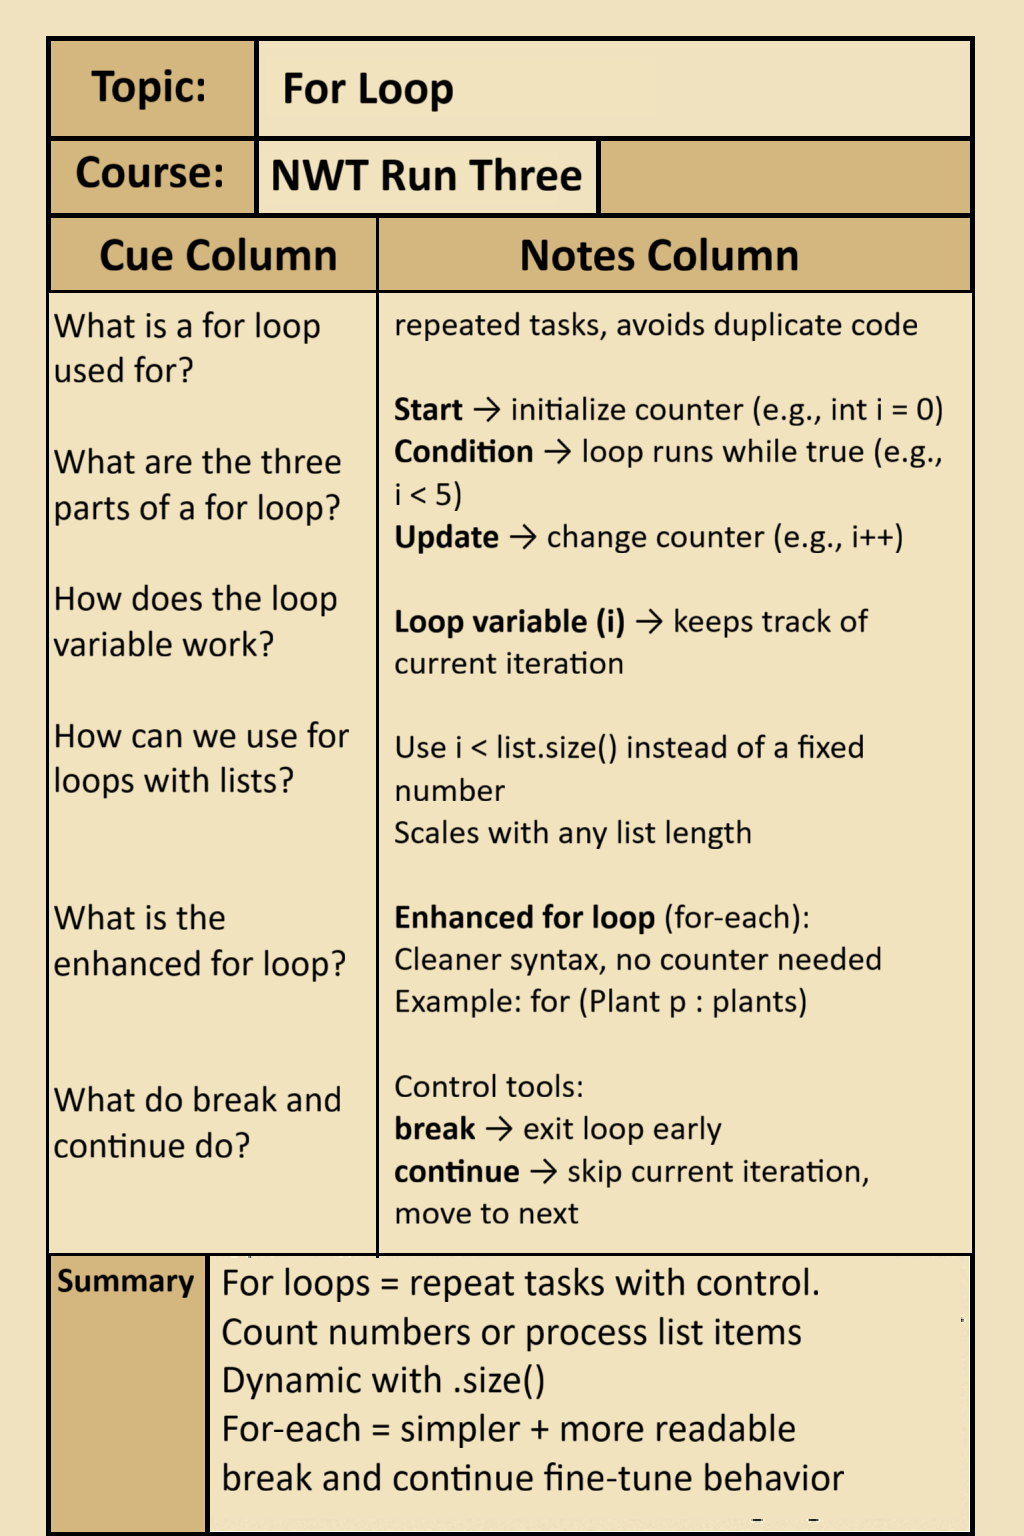 Topic:
For Loop
Course:
NWT Run Three
Cue Column
Notes Column
What is a for loop
used for?
What are the three
parts of a for loop?
How does the loop
variable work?
How can we use for
loops with lists?
What is the
enhanced for loop?
What do break and
continue do?
repeated tasks, avoids duplicate code
Start → initialize counter (e.g., int i = 0)
Condition → loop runs while true (e.g.,
i < 5)
Update → change counter (e.g., i++)
Loop variable (i) → keeps track of
current iteration
Use i < list.size() instead of a fixed
number
Scales with any list length
Enhanced for loop (for-each):
Cleaner syntax, no counter needed
Example: for (Plant p : plants)
Control tools:
break → exit loop early
continue → skip current iteration,
move to next
Summary
For loops = repeat tasks with control.
Count numbers or process list items
Dynamic with .size()
For-each = simpler + more readable
break and continue fine-tune behavior